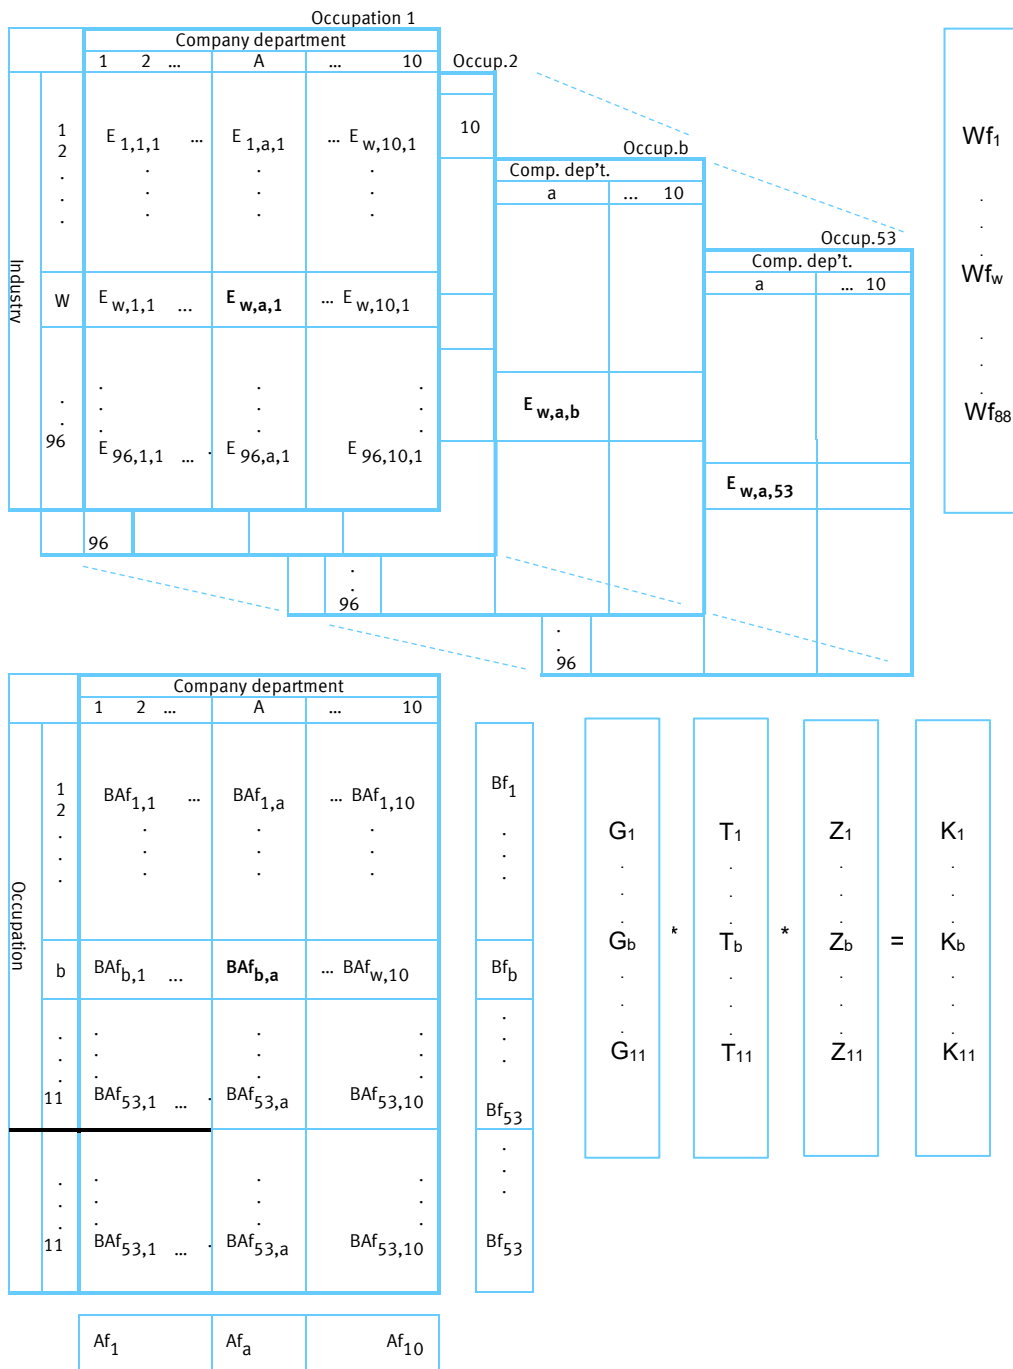 Occupation 1
Company department
1 2 ... A ... 10
Occup.2
10
Occup.b
Comp. dep't.
a ... 10
Occup.53
Comp. dep't.
a ... 10
Industry
1
2
.
.
.
.
E 1,1,1 ... E 1,a,1 ... E w,10,1
. . .
. . .
. . .
W E w,1,1 ... E w,a,1 ... E w,10,1
. . . .
. . . .
96 . . .
E 96,1,1 ... . E 96,a,1 E 96,10,1
E w,a,b
E w,a,53
96
.
.
96
.
.
96
Wf1
.
.
.
Wfw
.
.
.
Wf88
Company department
1 2 ... A ... 10
Occupation
1
2
.
.
.
.
BAf1,1 ... BAf1,a ... BAf1,10
. . .
. . .
. . .
b BAfb,1 ... BAfb,a ... BAfw,10
. . . .
. . . .
. . . .
.
11 BAf53,1 ... . BAf53,a BAf53,10
. . . .
. . . .
. . . .
.
11 BAf53,1 ... . BAf53,a BAf53,10
Bf1
.
.
.
Bfb
.
.
.
Bf53
.
.
.
Bf53
G1 T1 Z1 K1
. . . .
. . . .
. . . .
Gb * Tb * Zb = Kb
. . . .
. . . .
. . . .
G11 T11 Z11 K11
Af1 Afa Af10